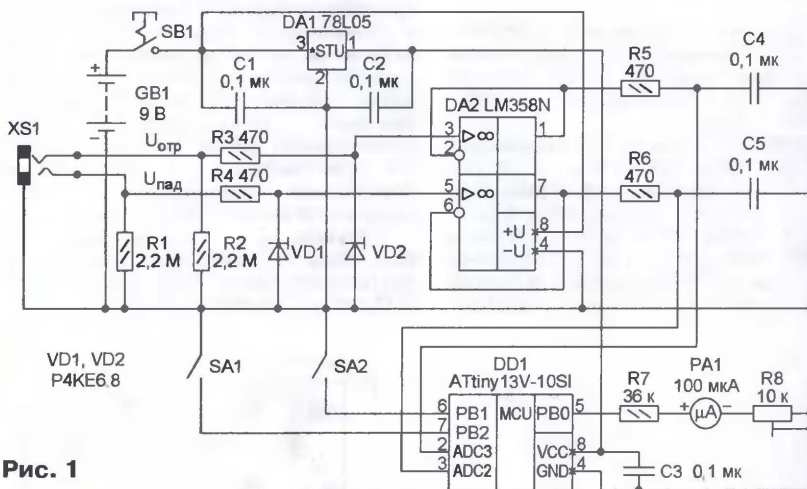 SB1
DA1 78L05
3 *STU 1
2
C1
0,1 мк
C2
0,1 мк
R5
470
C4
0,1 мк
+
GB1
9 В
−
DA2 LM358N
XS1
Uотр
R3 470
3 ▷∞ 1
2
Uпад
R4 470
5 ▷∞ 7
6
R6
470
C5
0,1 мк
+U 8
−U 4
R1
2,2 М
R2
2,2 М
VD1
VD2
VD1, VD2
P4KE6.8
SA1
SA2
DD1
ATtiny13V-10SI
PA1
100 мкА
R7
36 к
R8
10 к
6 PB1 MCU PB0 5
7 PB2
+ μA −
2 ADC3 VCC 8
3 ADC2 GND 4
C3 0,1 мк
Рис. 1